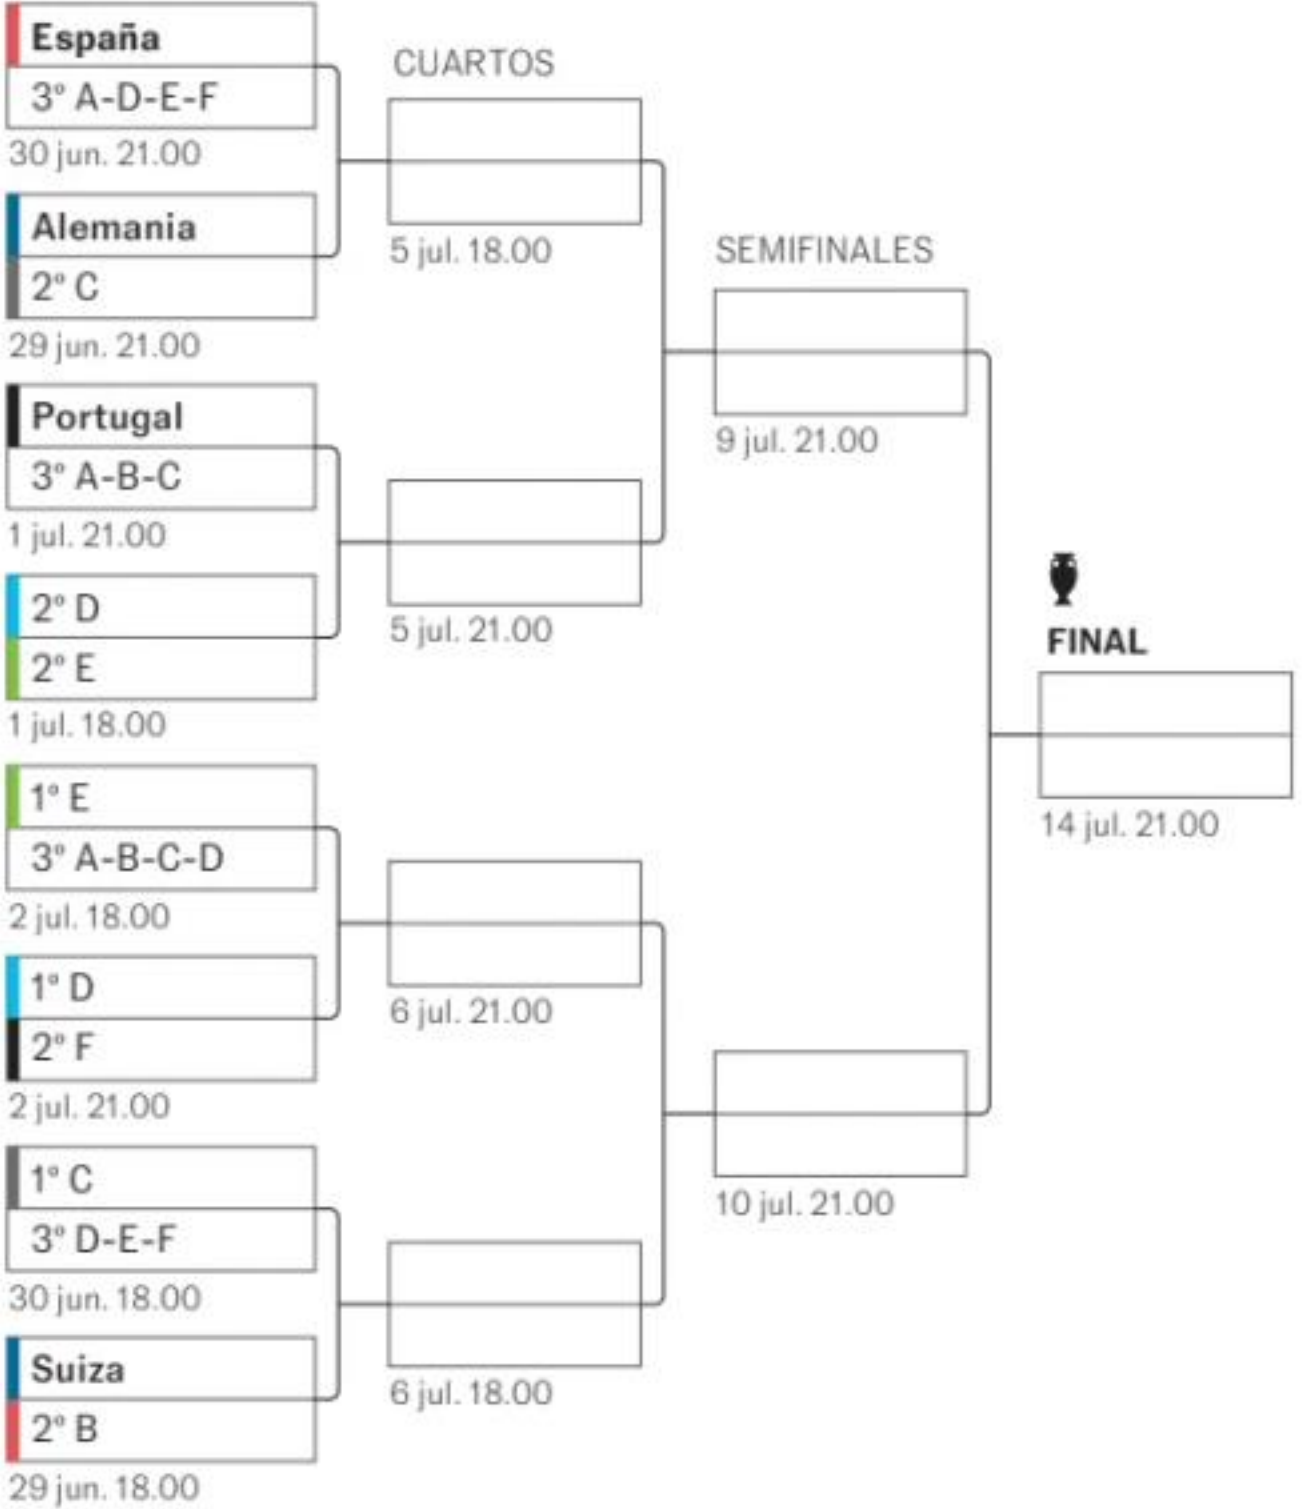 España
3º A-D-E-F
30 jun. 21.00
Alemania
2º C
29 jun. 21.00
Portugal
3º A-B-C
1 jul. 21.00
2º D
2º E
1 jul. 18.00
1º E
3º A-B-C-D
2 jul. 18.00
1º D
2º F
2 jul. 21.00
1º C
3º D-E-F
30 jun. 18.00
Suiza
2º B
29 jun. 18.00
CUARTOS
5 jul. 18.00
5 jul. 21.00
6 jul. 21.00
6 jul. 18.00
SEMIFINALES
9 jul. 21.00
10 jul. 21.00
FINAL
14 jul. 21.00